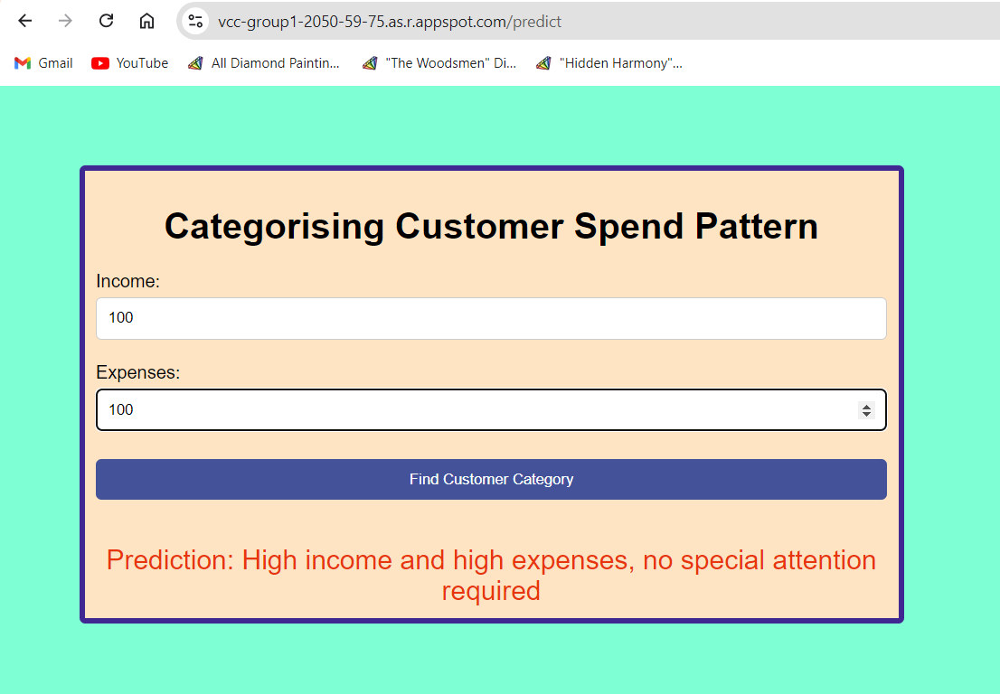 vcc-group1-2050-59-75.as.r.appspot.com/predict
Gmail YouTube All Diamond Paintin... "The Woodsmen" Di... "Hidden Harmony"...
Categorising Customer Spend Pattern
Income:
100
Expenses:
100
Find Customer Category
Prediction: High income and high expenses, no special attention
required